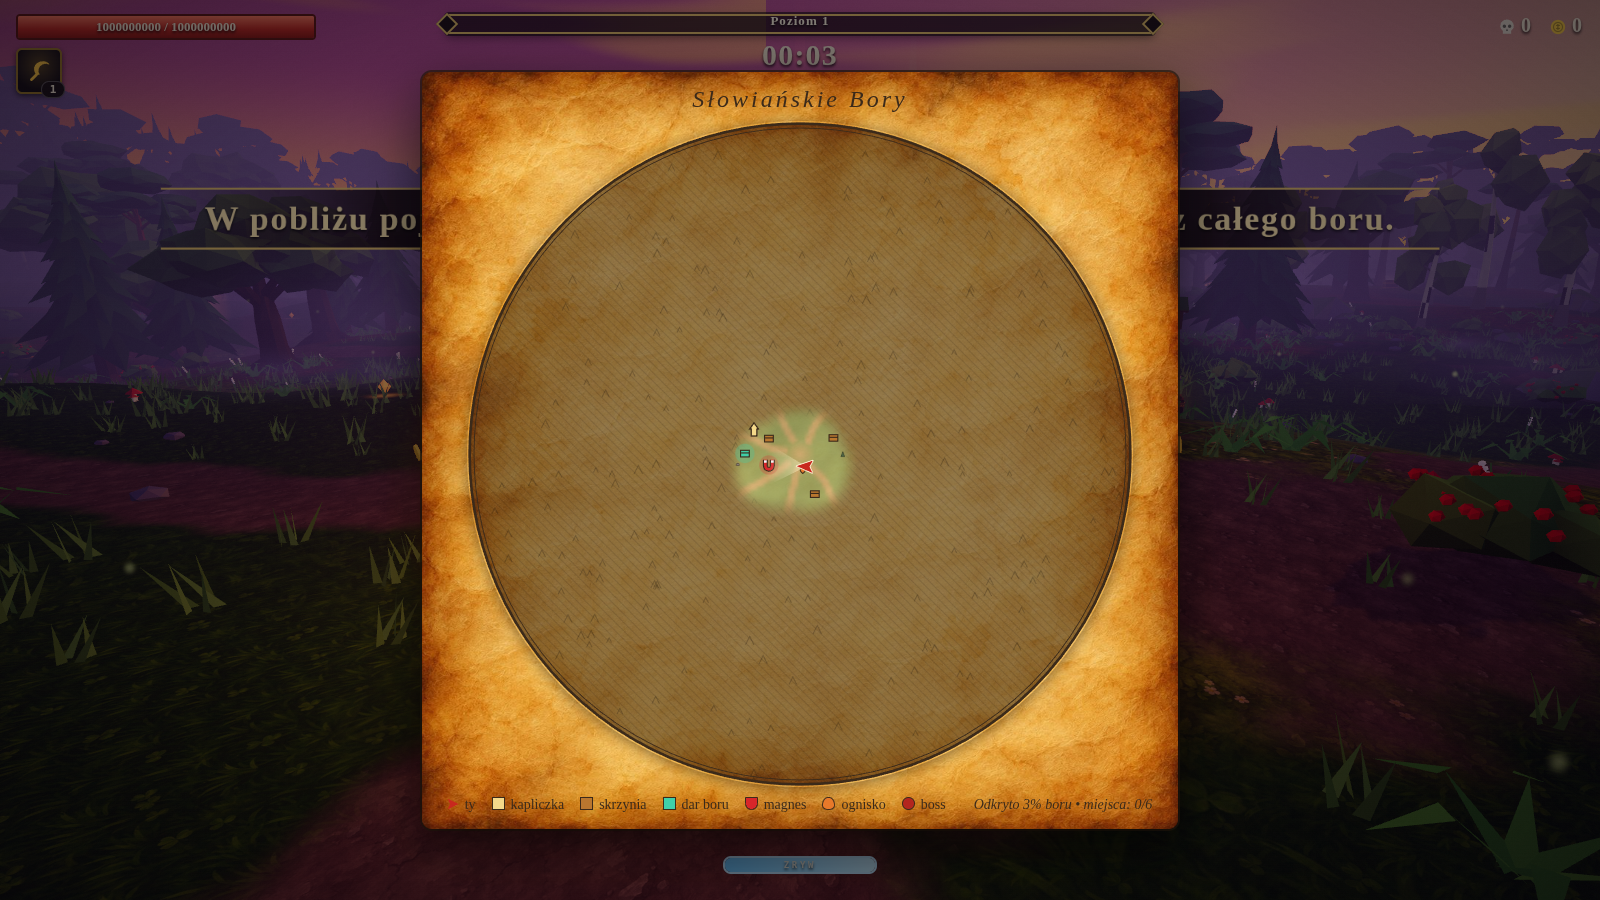 1000000000 / 1000000000
Poziom 1
0
0
00:03
1
Słowiańskie Bory
W pobliżu po
z całego boru.
ty
kapliczka
skrzynia
dar boru
magnes
ognisko
boss
Odkryto 3% boru • miejsca: 0/6
ZRYW